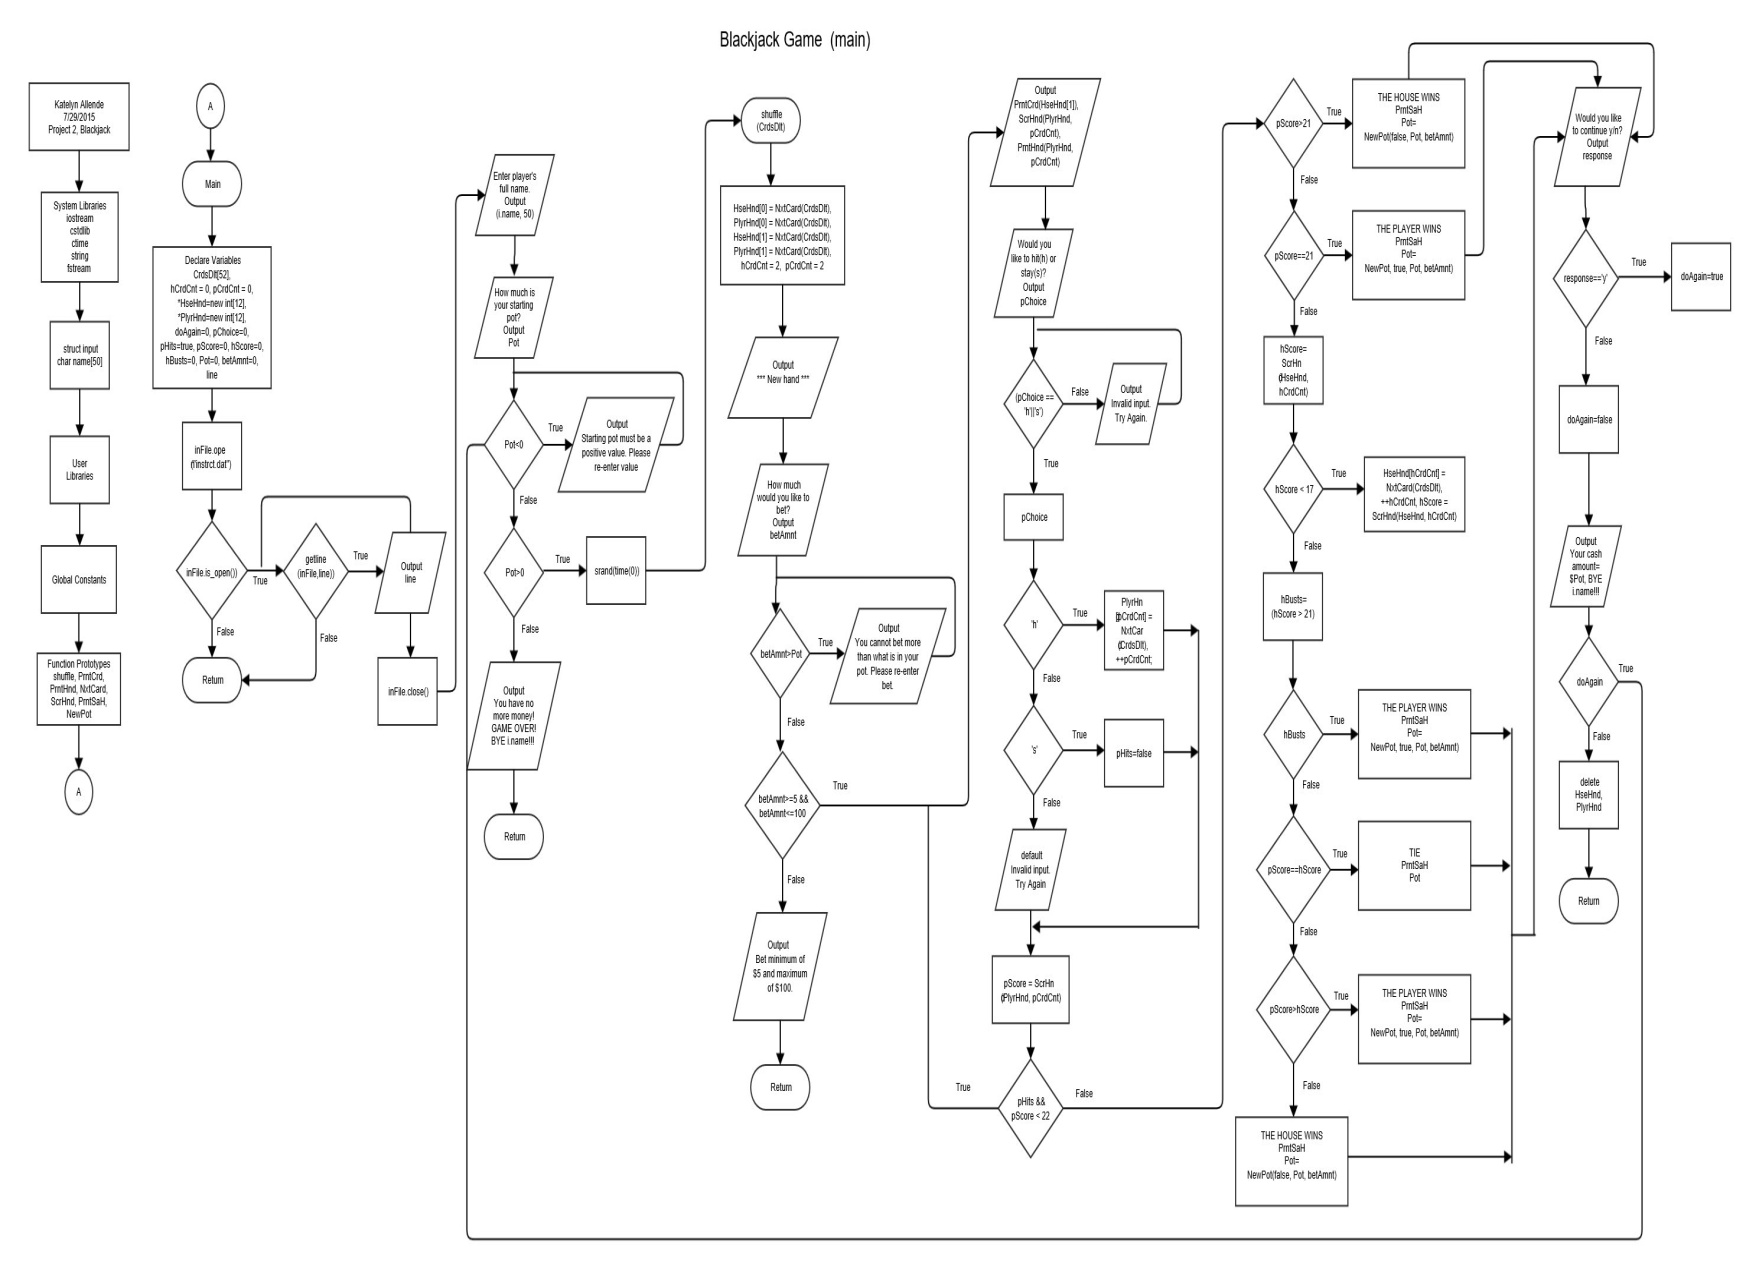 Blackjack Game (main)
Katelyn Allende
7/29/2015
Project 2, Blackjack
System Libraries
iostream
cstdlib
ctime
string
fstream
struct input
char name[50]
User
Libraries
Global Constants
Function Prototypes
shuffle, PrntCrd,
PrntHnd, NxtCard,
ScrHnd, PrntSaH,
NewPot
A
A
Main
Declare Variables
CrdsDlt[52],
hCrdCnt = 0, pCrdCnt = 0,
*HseHnd=new int[12],
*PlyrHnd=new int[12],
doAgain=0, pChoice=0,
pHits=true, pScore=0, hScore=0,
hBusts=0, Pot=0, betAmnt=0,
line
inFile.ope
("instrct.dat")
inFile.is_open())
True
False
Return
getline
(inFile,line))
True
False
Output
line
inFile.close()
Enter player's
full name.
Output
(i.name, 50)
How much is
your starting
pot?
Output
Pot
Pot<0
True
Output
Starting pot must be a
positive value. Please
re-enter value
False
Pot>0
True
srand(time(0))
False
Output
You have no
more money!
GAME OVER!
BYE i.name!!!
Return
shuffle
(CrdsDlt)
HseHnd[0] = NxtCard(CrdsDlt),
PlyrHnd[0] = NxtCard(CrdsDlt),
HseHnd[1] = NxtCard(CrdsDlt),
PlyrHnd[1] = NxtCard(CrdsDlt),
hCrdCnt = 2, pCrdCnt = 2
Output
*** New hand ***
How much
would you like to
bet?
Output
betAmnt
betAmnt>Pot
True
Output
You cannot bet more
than what is in your
pot. Please re-enter
bet.
False
betAmnt>=5 &&
betAmnt<=100
True
False
Output
Bet minimum of
$5 and maximum
of $100.
Return
Output
PrntCrd(HseHnd[1]),
ScrHnd(PlyrHnd,
pCrdCnt),
PrntHnd(PlyrHnd,
pCrdCnt)
Would you
like to hit(h) or
stay(s)?
Output
pChoice
(pChoice ==
'h'||'s')
False
Output
Invalid input.
Try Again.
True
pChoice
'h'
True
PlyrHn
[pCrdCnt] =
NxtCar
(CrdsDlt),
++pCrdCnt;
False
's'
True
pHits=false
False
default
Invalid input.
Try Again
pScore = ScrHn
(PlyrHnd, pCrdCnt)
pHits &&
pScore < 22
True
False
pScore>21
True
THE HOUSE WINS
PrntSaH
Pot=
NewPot(false, Pot, betAmnt)
False
pScore==21
True
THE PLAYER WINS
PrntSaH
Pot=
NewPot, true, Pot, betAmnt)
False
hScore=
ScrHn
(HseHnd,
hCrdCnt)
hScore < 17
True
HseHnd[hCrdCnt] =
NxtCard(CrdsDlt),
++hCrdCnt, hScore =
ScrHnd(HseHnd, hCrdCnt)
False
hBusts=
(hScore > 21)
hBusts
True
THE PLAYER WINS
PrntSaH
Pot=
NewPot, true, Pot, betAmnt)
False
pScore==hScore
True
TIE
PrntSaH
Pot
False
pScore>hScore
True
THE PLAYER WINS
PrntSaH
Pot=
NewPot, true, Pot, betAmnt)
False
THE HOUSE WINS
PrntSaH
Pot=
NewPot(false, Pot, betAmnt)
Would you like
to continue y/n?
Output
response
response=='y'
True
doAgain=true
False
doAgain=false
Output
Your cash
amount=
$Pot, BYE
i.name!!!
doAgain
True
False
delete
HseHnd,
PlyrHnd
Return